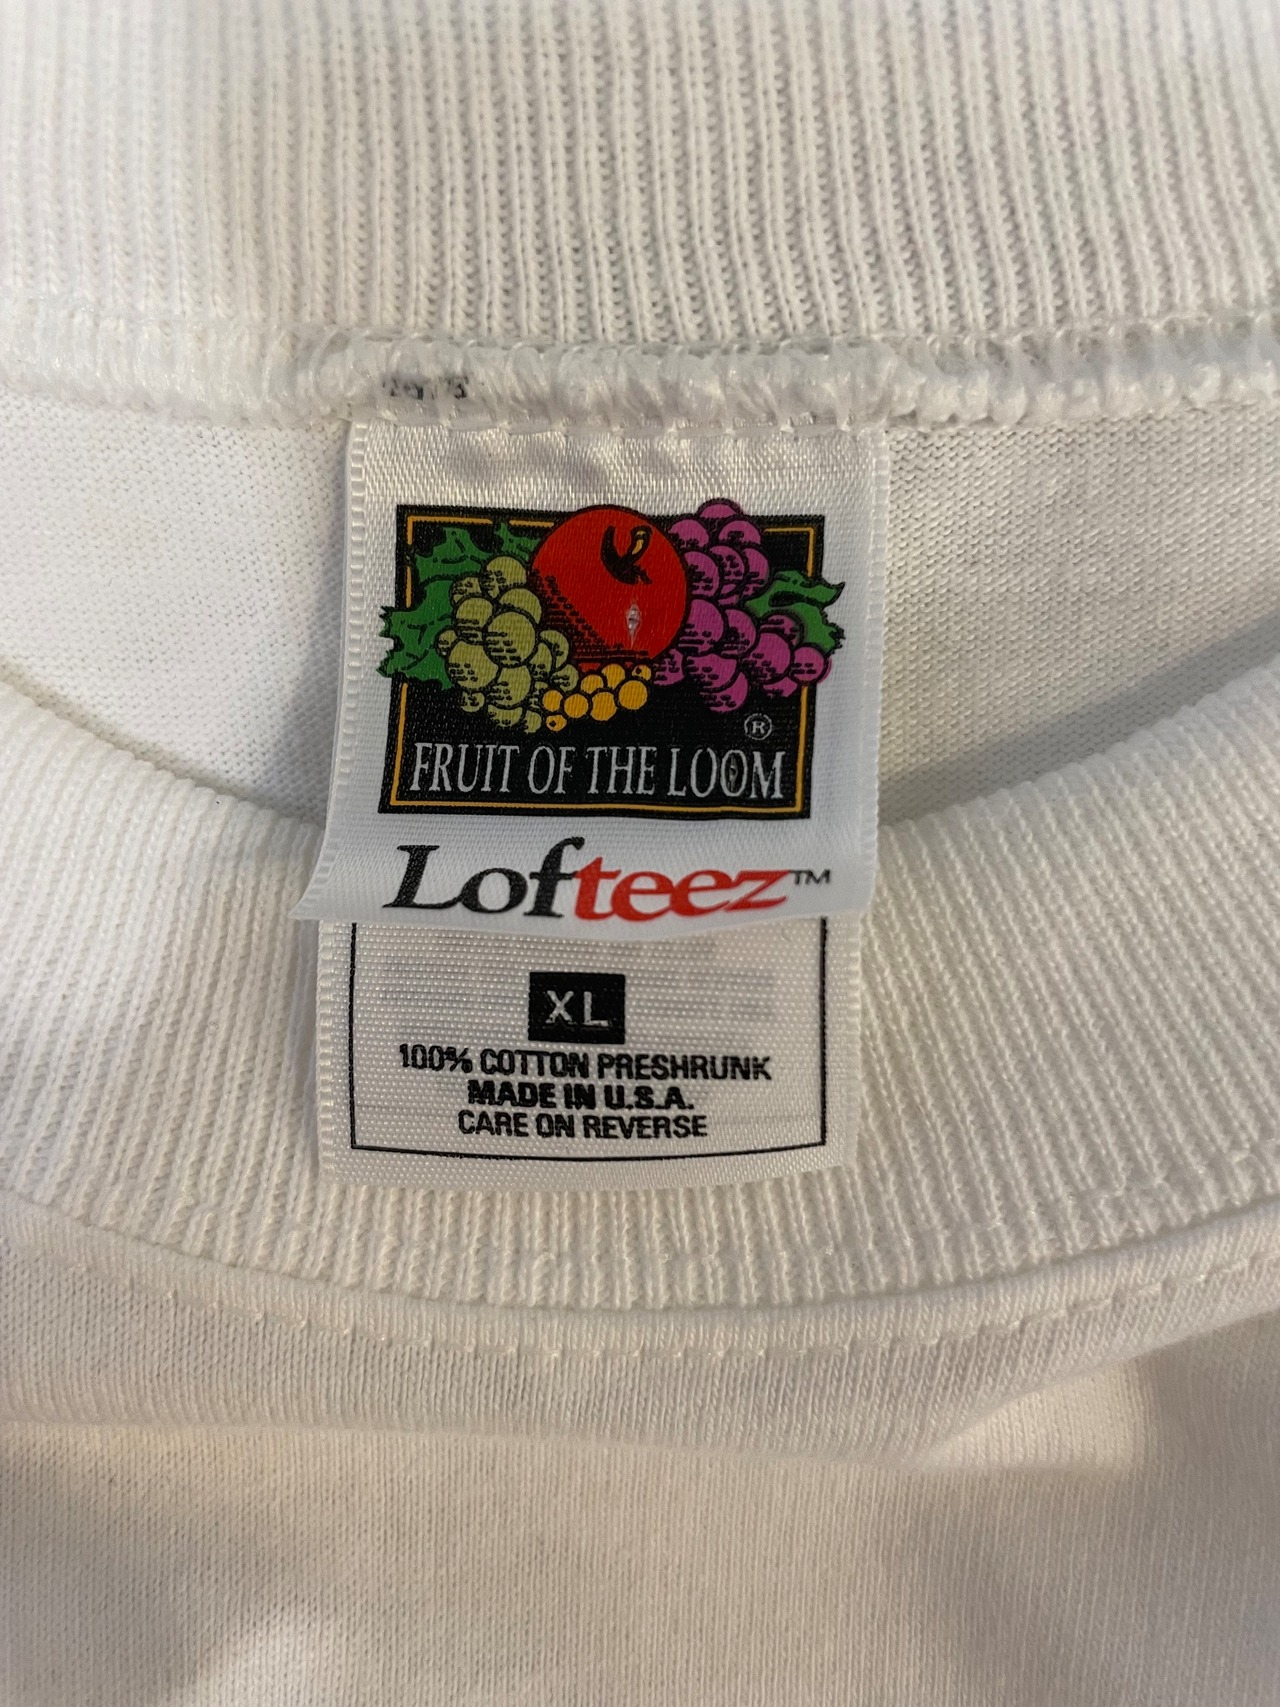 ®
FRUIT OF THE LOOM
Lofteez™
XL
100% COTTON PRESHRUNK
MADE IN U.S.A.
CARE ON REVERSE